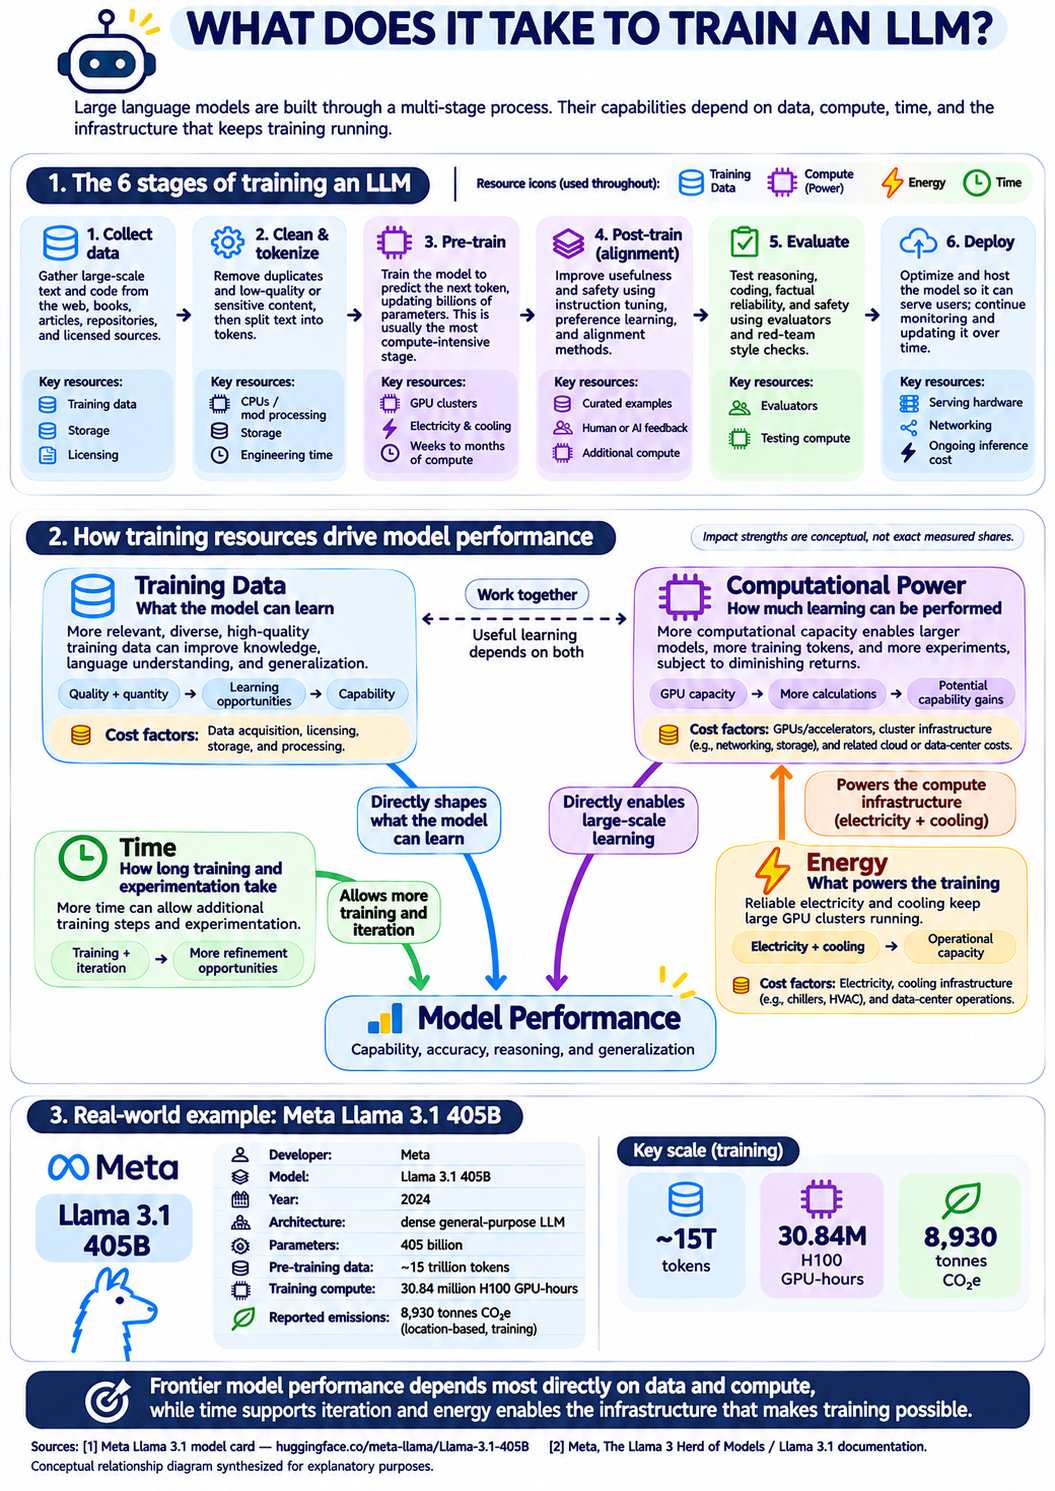 WHAT DOES IT TAKE TO TRAIN AN LLM?
Large language models are built through a multi-stage process. Their capabilities depend on data, compute, time, and the
infrastructure that keeps training running.
1. The 6 stages of training an LLM
Resource icons (used throughout):
Training
Data
Compute
(Power)
Energy
Time
1. Collect
data
Gather large-scale
text and code from
the web, books,
articles, repositories,
and licensed sources.
Key resources:
Training data
Storage
Licensing
2. Clean &
tokenize
Remove duplicates
and low-quality or
sensitive content,
then split text into
tokens.
Key resources:
CPUs /
mod processing
Storage
Engineering time
3. Pre-train
Train the model to
predict the next token,
updating billions of
parameters. This is
usually the most
compute-intensive
stage.
Key resources:
GPU clusters
Electricity & cooling
Weeks to months
of compute
4. Post-train
(alignment)
Improve usefulness
and safety using
instruction tuning,
preference learning,
and alignment
methods.
Key resources:
Curated examples
Human or AI feedback
Additional compute
5. Evaluate
Test reasoning,
coding, factual
reliability, and safety
using evaluators
and red-team
style checks.
Key resources:
Evaluators
Testing compute
6. Deploy
Optimize and host
the model so it can
serve users; continue
monitoring and
updating it over
time.
Key resources:
Serving hardware
Networking
Ongoing inference
cost
2. How training resources drive model performance
Impact strengths are conceptual, not exact measured shares.
Training Data
What the model can learn
More relevant, diverse, high-quality
training data can improve knowledge,
language understanding, and generalization.
Quality + quantity
Learning
opportunities
Capability
Cost factors: Data acquisition, licensing,
storage, and processing.
Work together
Useful learning
depends on both
Computational Power
How much learning can be performed
More computational capacity enables larger
models, more training tokens, and more experiments,
subject to diminishing returns.
GPU capacity
More calculations
Potential
capability gains
Cost factors: GPUs/accelerators, cluster infrastructure
(e.g., networking, storage), and related cloud or data-center costs.
Directly shapes
what the model
can learn
Directly enables
large-scale
learning
Powers the compute
infrastructure
(electricity + cooling)
Time
How long training and
experimentation take
More time can allow additional
training steps and experimentation.
Training +
iteration
More refinement
opportunities
Allows more
training and
iteration
Energy
What powers the training
Reliable electricity and cooling keep
large GPU clusters running.
Electricity + cooling
Operational
capacity
Cost factors: Electricity, cooling infrastructure
(e.g., chillers, HVAC), and data-center operations.
Model Performance
Capability, accuracy, reasoning, and generalization
3. Real-world example: Meta Llama 3.1 405B
Meta
Llama 3.1
405B
Developer: Meta
Model: Llama 3.1 405B
Year: 2024
Architecture: dense general-purpose LLM
Parameters: 405 billion
Pre-training data: ~15 trillion tokens
Training compute: 30.84 million H100 GPU-hours
Reported emissions: 8,930 tonnes CO₂e
(location-based, training)
Key scale (training)
~15T
tokens
30.84M
H100
GPU-hours
8,930
tonnes
CO₂e
Frontier model performance depends most directly on data and compute,
while time supports iteration and energy enables the infrastructure that makes training possible.
Sources: [1] Meta Llama 3.1 model card — huggingface.co/meta-llama/Llama-3.1-405B [2] Meta, The Llama 3 Herd of Models / Llama 3.1 documentation.
Conceptual relationship diagram synthesized for explanatory purposes.